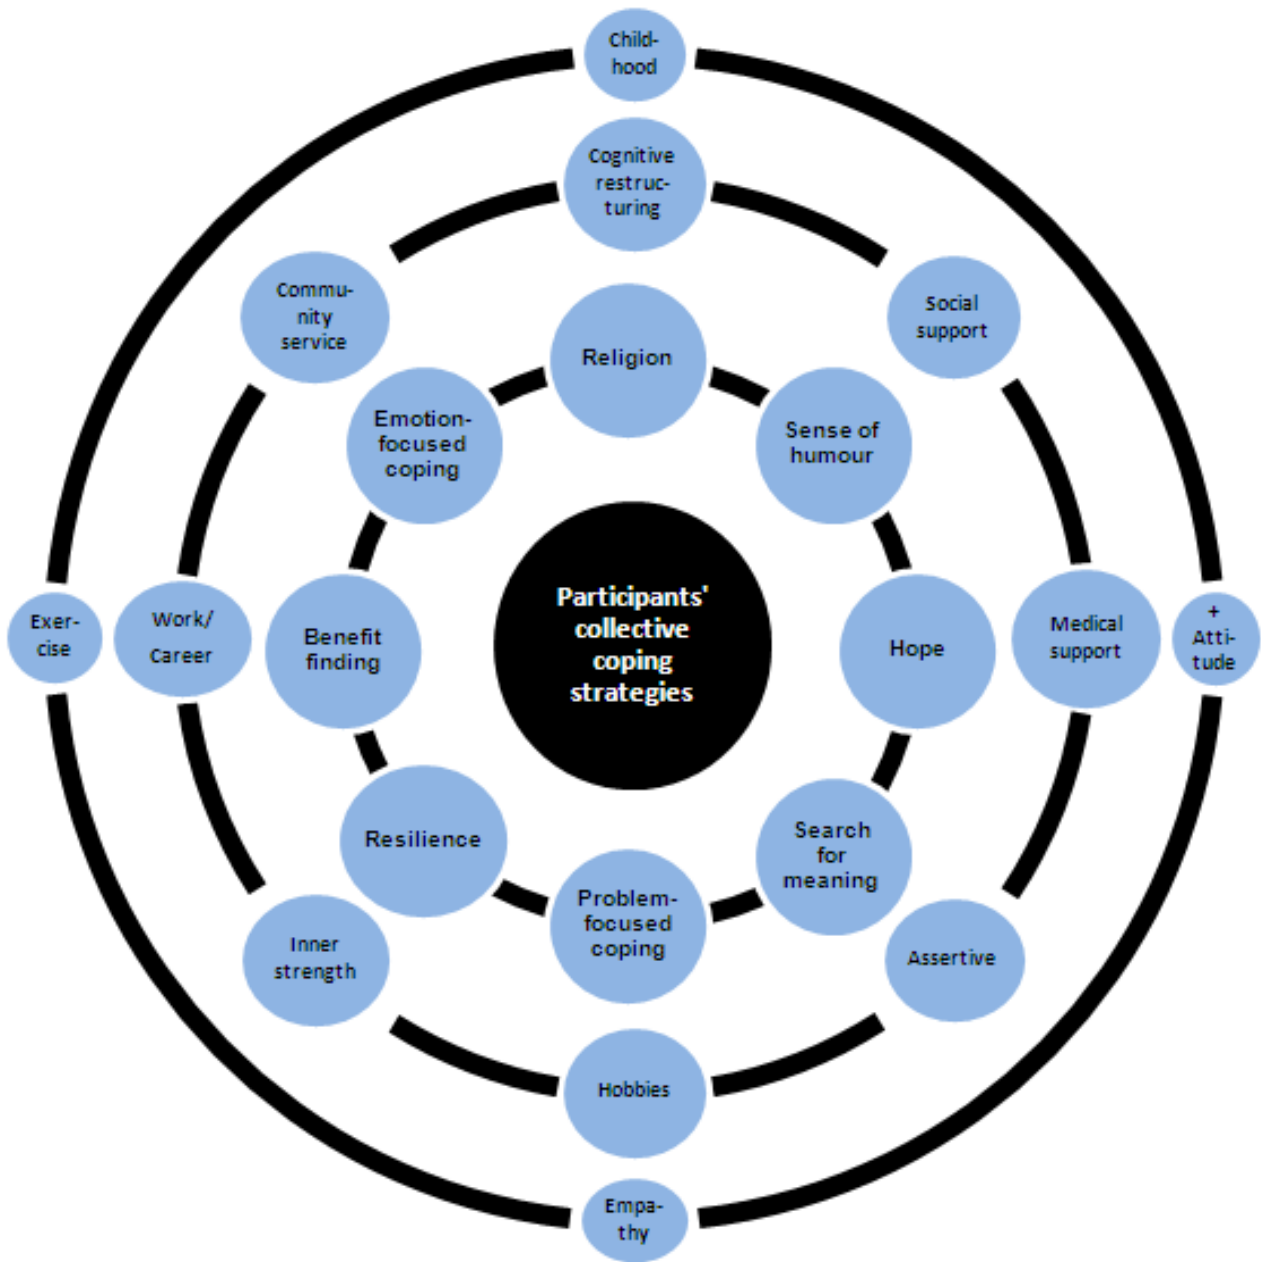 Child-
hood
Cognitive
restruc-
turing
Commu-
nity
service
Social
support
Religion
Emotion-
focused
coping
Sense of
humour
Participants'
collective
coping
strategies
Exer-
cise
Work/
Career
Benefit
finding
Hope
Medical
support
+
Atti-
tude
Resilience
Search
for
meaning
Problem-
focused
coping
Inner
strength
Assertive
Hobbies
Empa-
thy